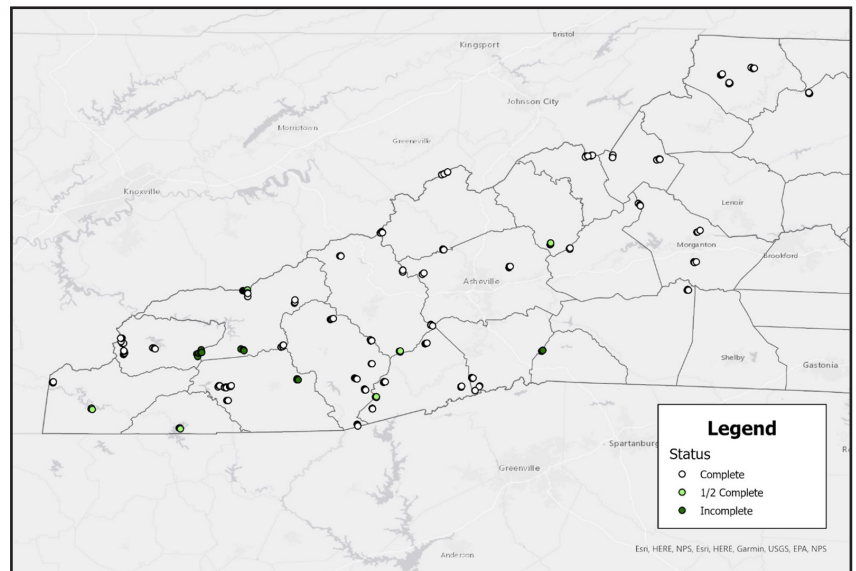 Bristol
Kingsport
Johnson City
Morristown
Greeneville
Knoxville
Lenoir
Morganton
Brookford
Asheville
Shelby
Gastonia
Spartanburg
Greenville
Anderson
Legend
Status
Complete
1/2 Complete
Incomplete
Esri, HERE, NPS, Esri, HERE, Garmin, USGS, EPA, NPS